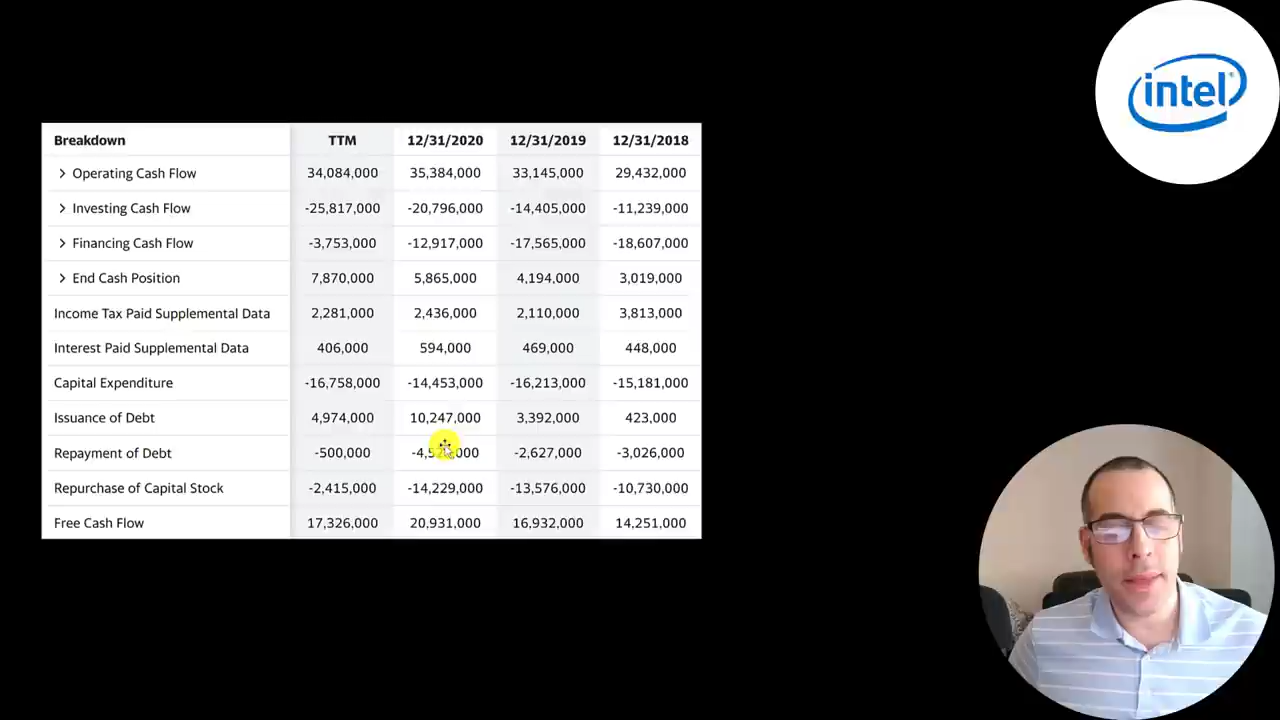 intel
Breakdown TTM 12/31/2020 12/31/2019 12/31/2018
Operating Cash Flow 34,084,000 35,384,000 33,145,000 29,432,000
Investing Cash Flow -25,817,000 -20,796,000 -14,405,000 -11,239,000
Financing Cash Flow -3,753,000 -12,917,000 -17,565,000 -18,607,000
End Cash Position 7,870,000 5,865,000 4,194,000 3,019,000
Income Tax Paid Supplemental Data 2,281,000 2,436,000 2,110,000 3,813,000
Interest Paid Supplemental Data 406,000 594,000 469,000 448,000
Capital Expenditure -16,758,000 -14,453,000 -16,213,000 -15,181,000
Issuance of Debt 4,974,000 10,247,000 3,392,000 423,000
Repayment of Debt -500,000 -2,627,000 -3,026,000
Repurchase of Capital Stock -2,415,000 -14,229,000 -13,576,000 -10,730,000
Free Cash Flow 17,326,000 20,931,000 16,932,000 14,251,000